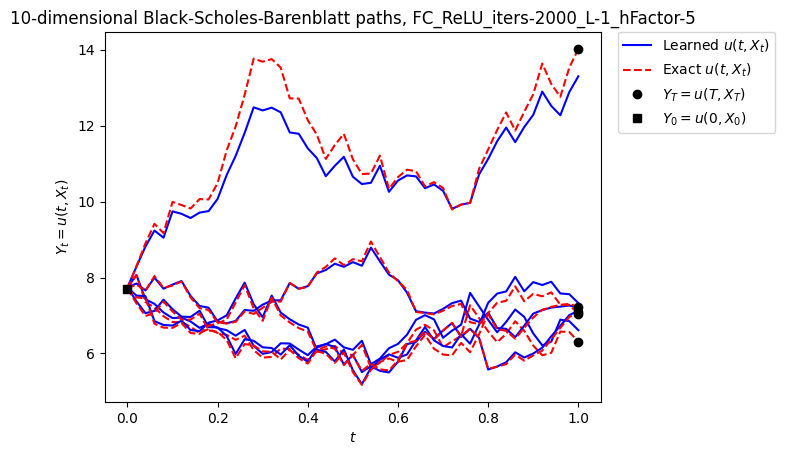 10-dimensional Black-Scholes-Barenblatt paths, FC_ReLU_iters-2000_L-1_hFactor-5
Learned u(t, X_t)
Exact u(t, X_t)
Y_T = u(T, X_T)
Y_0 = u(0, X_0)
Y_t = u(t, X_t)
14
12
10
8
6
0.0 0.2 0.4 0.6 0.8 1.0
t